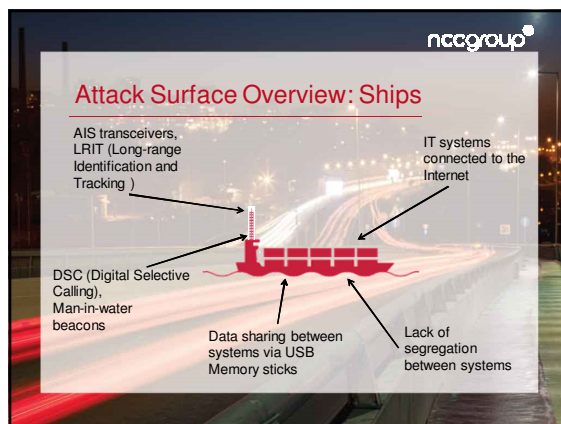 nccgroup
Attack Surface Overview: Ships
AIS transceivers,
LRIT (Long-range
Identification and
Tracking )
IT systems
connected to the
Internet
DSC (Digital Selective
Calling),
Man-in-water
beacons
Data sharing between
systems via USB
Memory sticks
Lack of
segregation
between systems